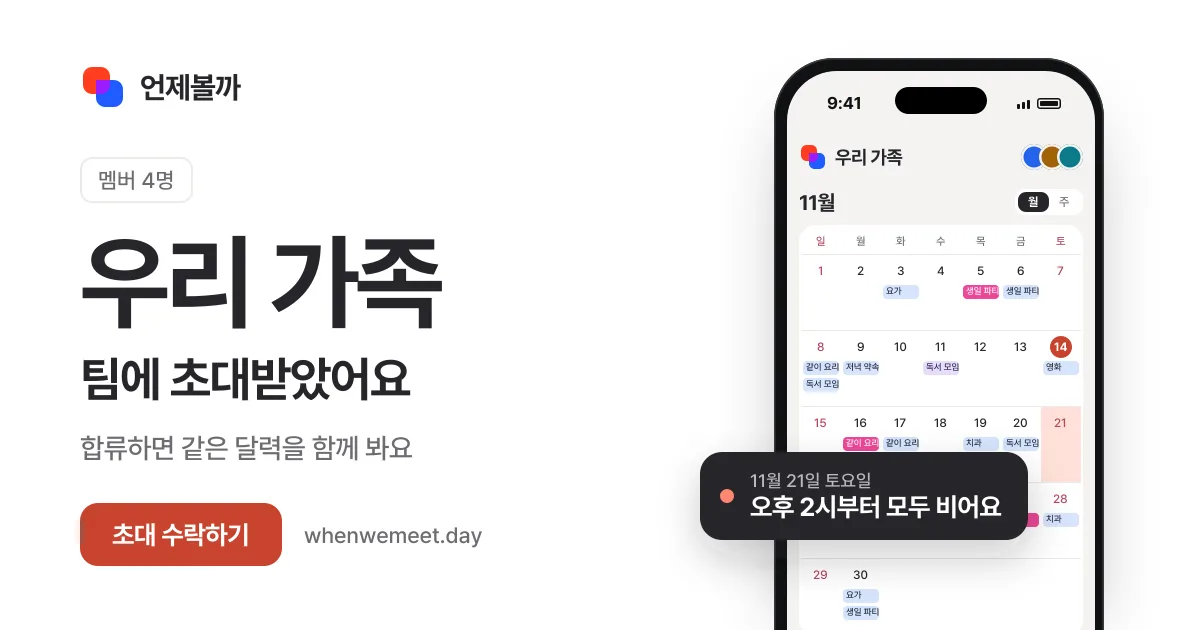 언제볼까
멤버 4명
우리 가족
팀에 초대받았어요
합류하면 같은 달력을 함께 봐요
초대 수락하기 whenwemeet.day
9:41
우리 가족
11월 월 주
일 월 화 수 목 금 토
1 2 3 4 5 6 7
요가 생일 파티 생일 파티
8 9 10 11 12 13 14
같이 요리 저녁 약속 독서 모임 영화
독서 모임
15 16 17 18 19 20 21
같이 요리 같이 요리 치과 독서 모임
11월 21일 토요일
오후 2시부터 모두 비어요
28
치과
29 30
요가
생일 파티